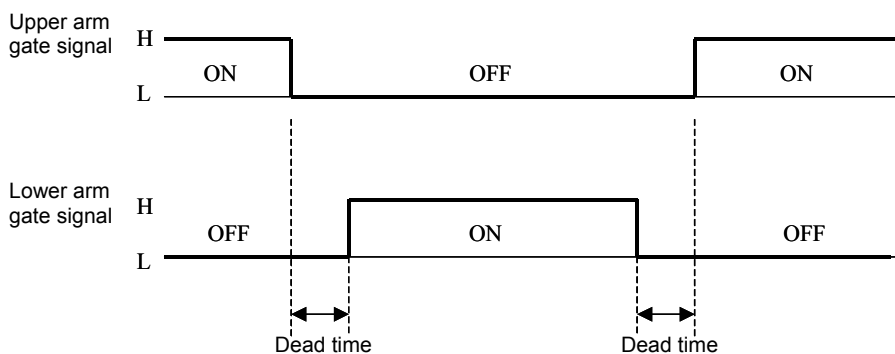 Upper arm
gate signal
H
ON
OFF
ON
L
Lower arm
gate signal
H
OFF
ON
OFF
L
Dead time
Dead time